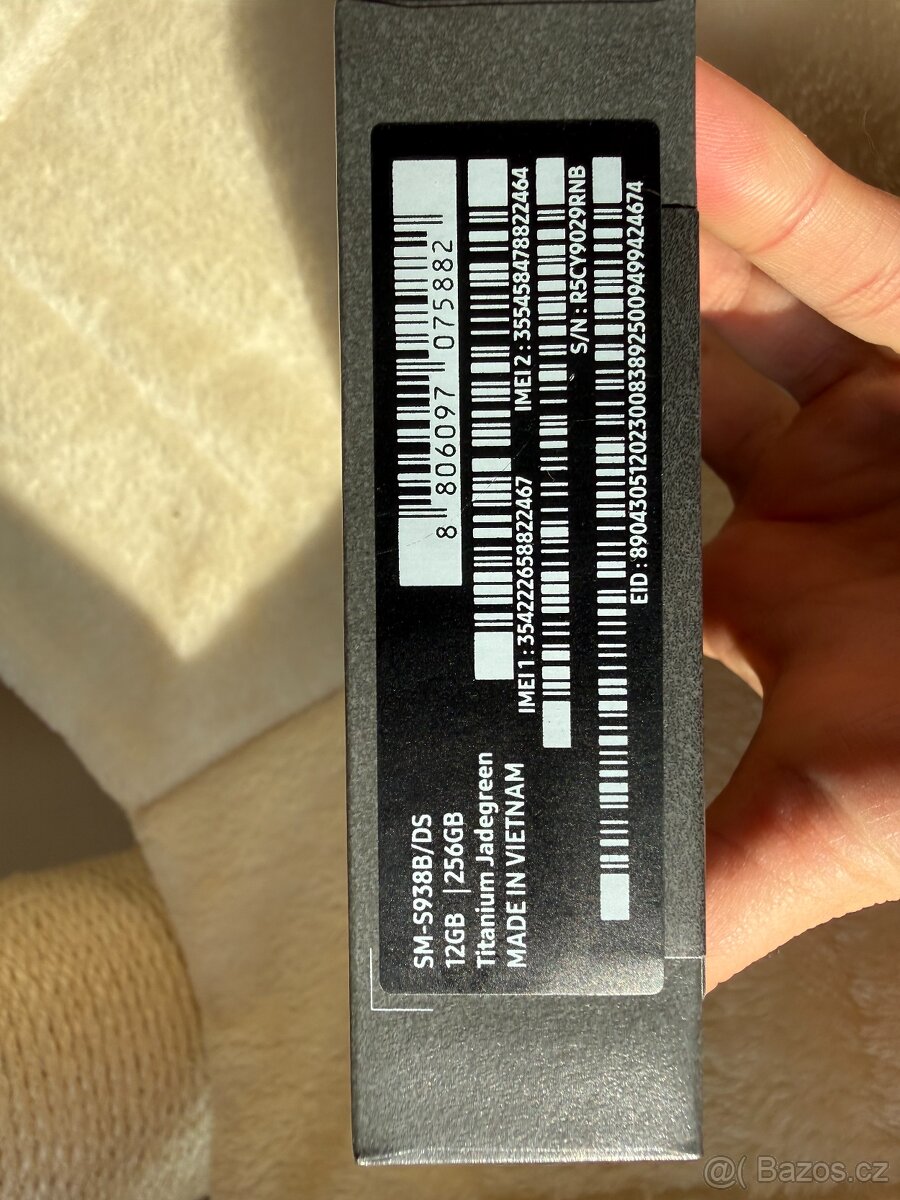 SM-S938B/DS
12GB | 256GB
Titanium Jadegreen
MADE IN VIETNAM
8 806097 075882
IMEI 1 : 354222658822467
IMEI 2 : 355458478822464
S/N : R5CY9029RNB
EID : 89043051202300838925009499424674
@( Bazos.cz